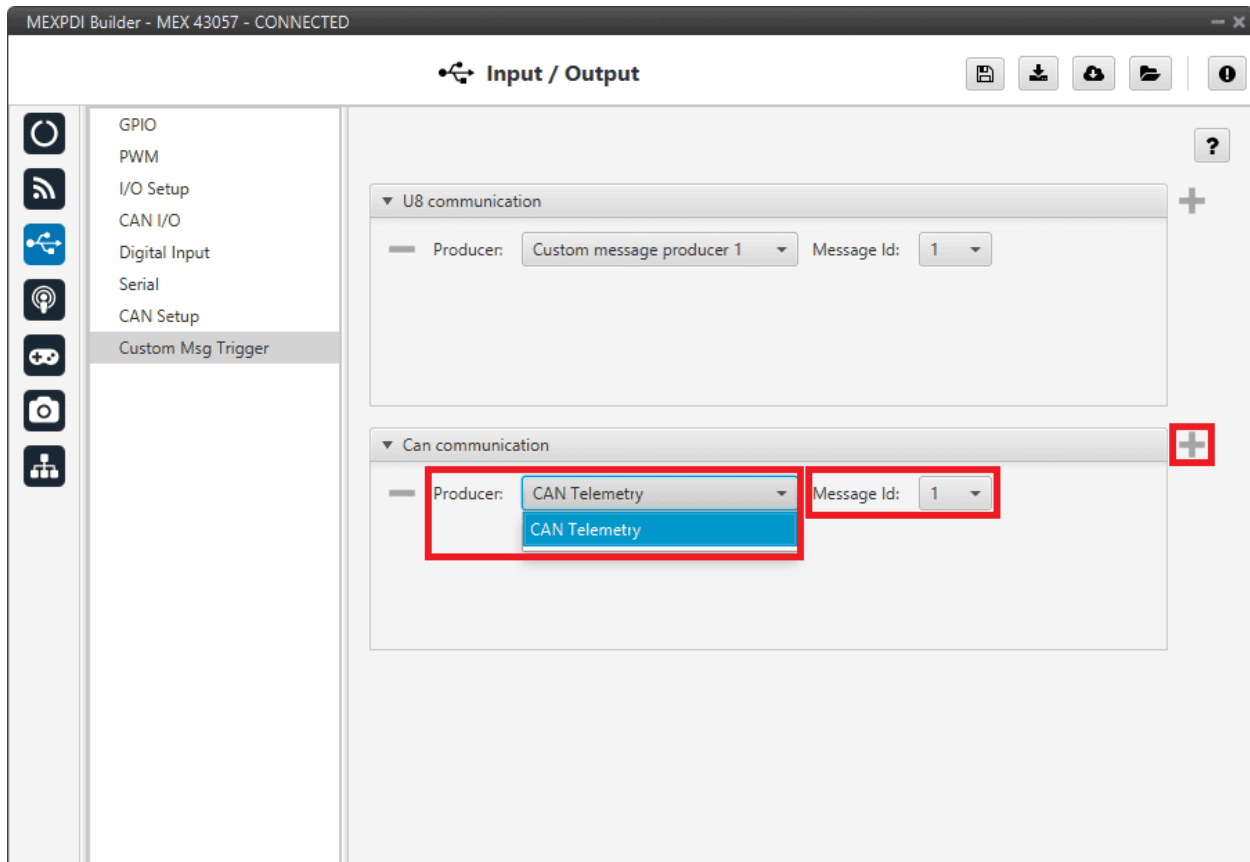 MEXPDI Builder - MEX 43057 - CONNECTED
Input / Output
GPIO
PWM
I/O Setup
CAN I/O
Digital Input
Serial
CAN Setup
Custom Msg Trigger
?
U8 communication
Producer: Custom message producer 1 Message Id: 1
Can communication
Producer: CAN Telemetry Message Id: 1
CAN Telemetry